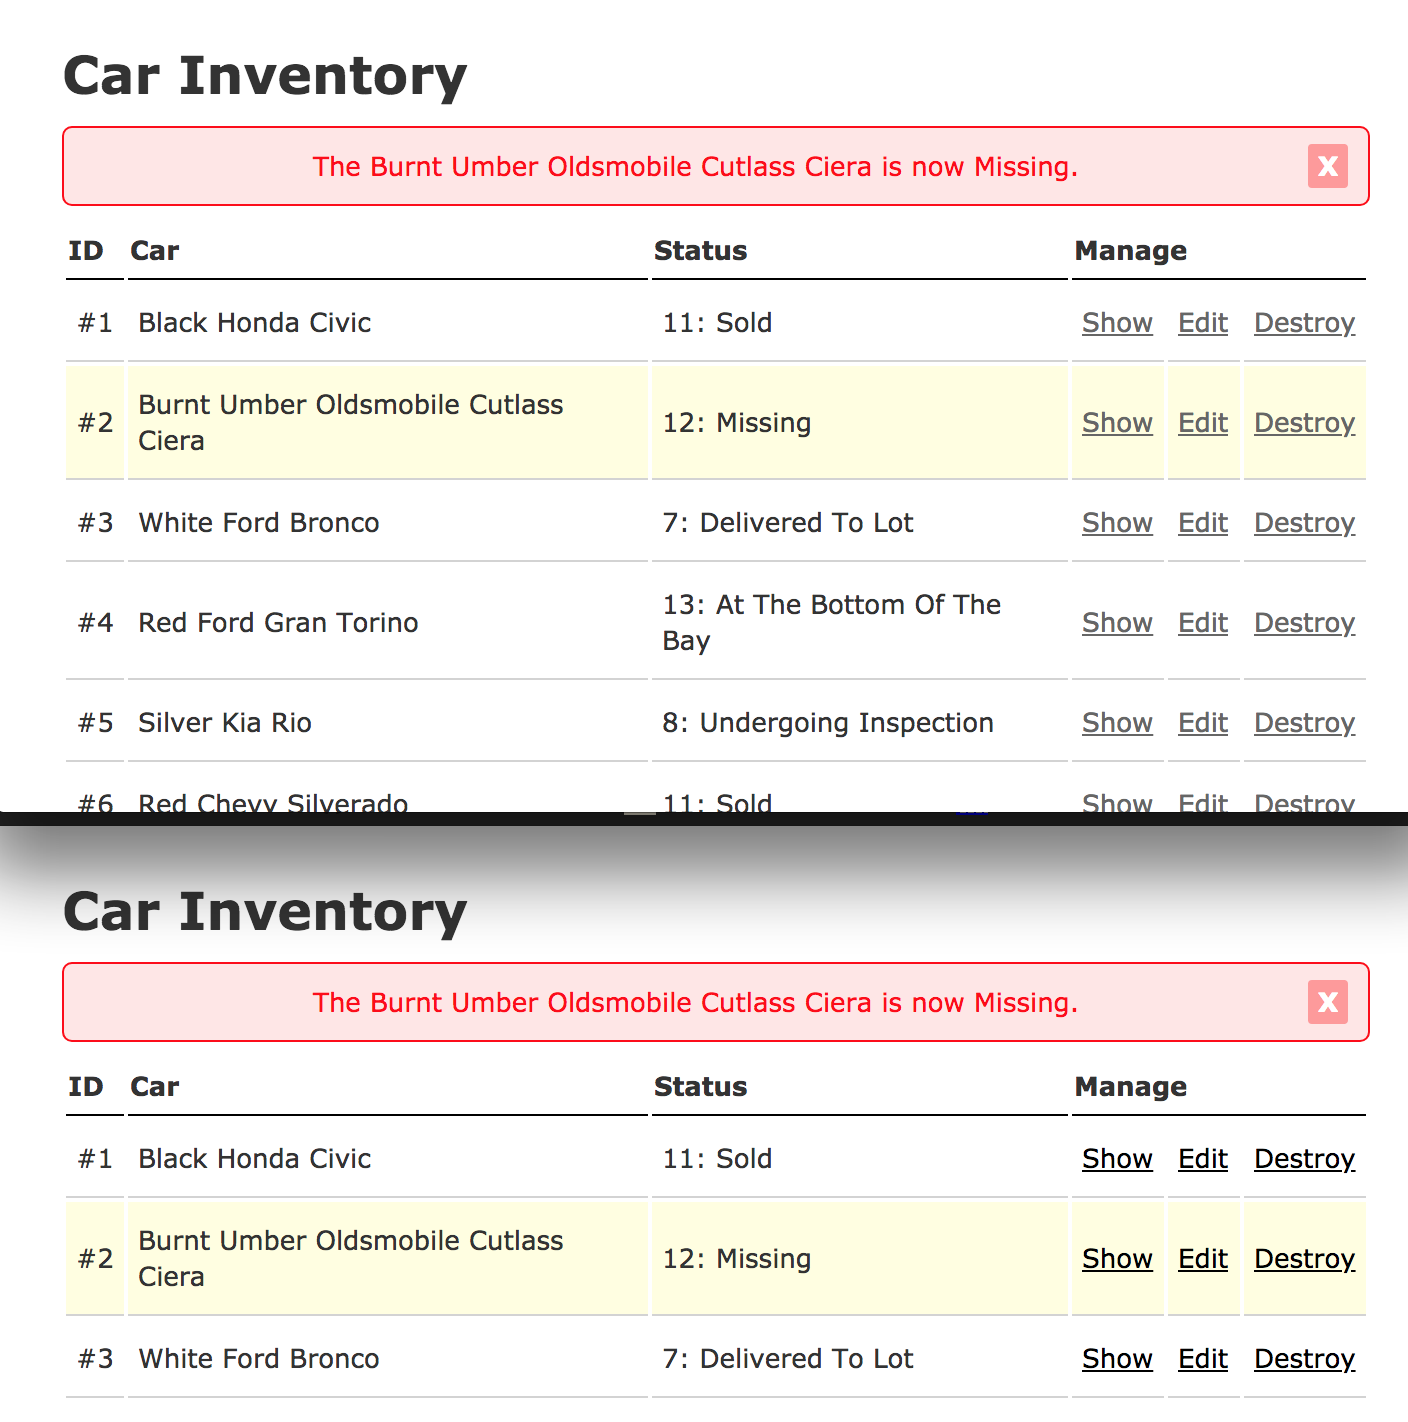 Car Inventory
The Burnt Umber Oldsmobile Cutlass Ciera is now Missing. X
ID Car Status Manage
#1 Black Honda Civic 11: Sold Show Edit Destroy
#2 Burnt Umber Oldsmobile Cutlass Ciera 12: Missing Show Edit Destroy
#3 White Ford Bronco 7: Delivered To Lot Show Edit Destroy
#4 Red Ford Gran Torino 13: At The Bottom Of The Bay Show Edit Destroy
#5 Silver Kia Rio 8: Undergoing Inspection Show Edit Destroy
#6 Red Chevy Silverado 11: Sold Show Edit Destroy
Car Inventory
The Burnt Umber Oldsmobile Cutlass Ciera is now Missing. X
ID Car Status Manage
#1 Black Honda Civic 11: Sold Show Edit Destroy
#2 Burnt Umber Oldsmobile Cutlass Ciera 12: Missing Show Edit Destroy
#3 White Ford Bronco 7: Delivered To Lot Show Edit Destroy